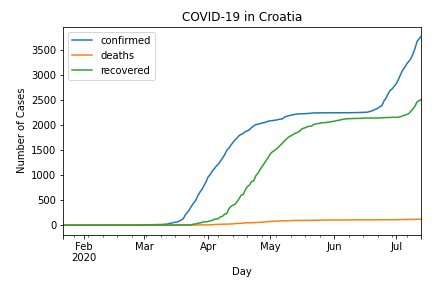 COVID-19 in Croatia
confirmed
deaths
recovered
Number of Cases
3500
3000
2500
2000
1500
1000
500
0
Feb
2020
Mar
Apr
May
Jun
Jul
Day